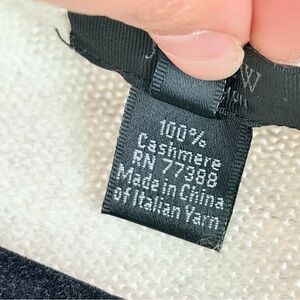 100%
Cashmere
RN 77388
Made in China
of Italian Yarn